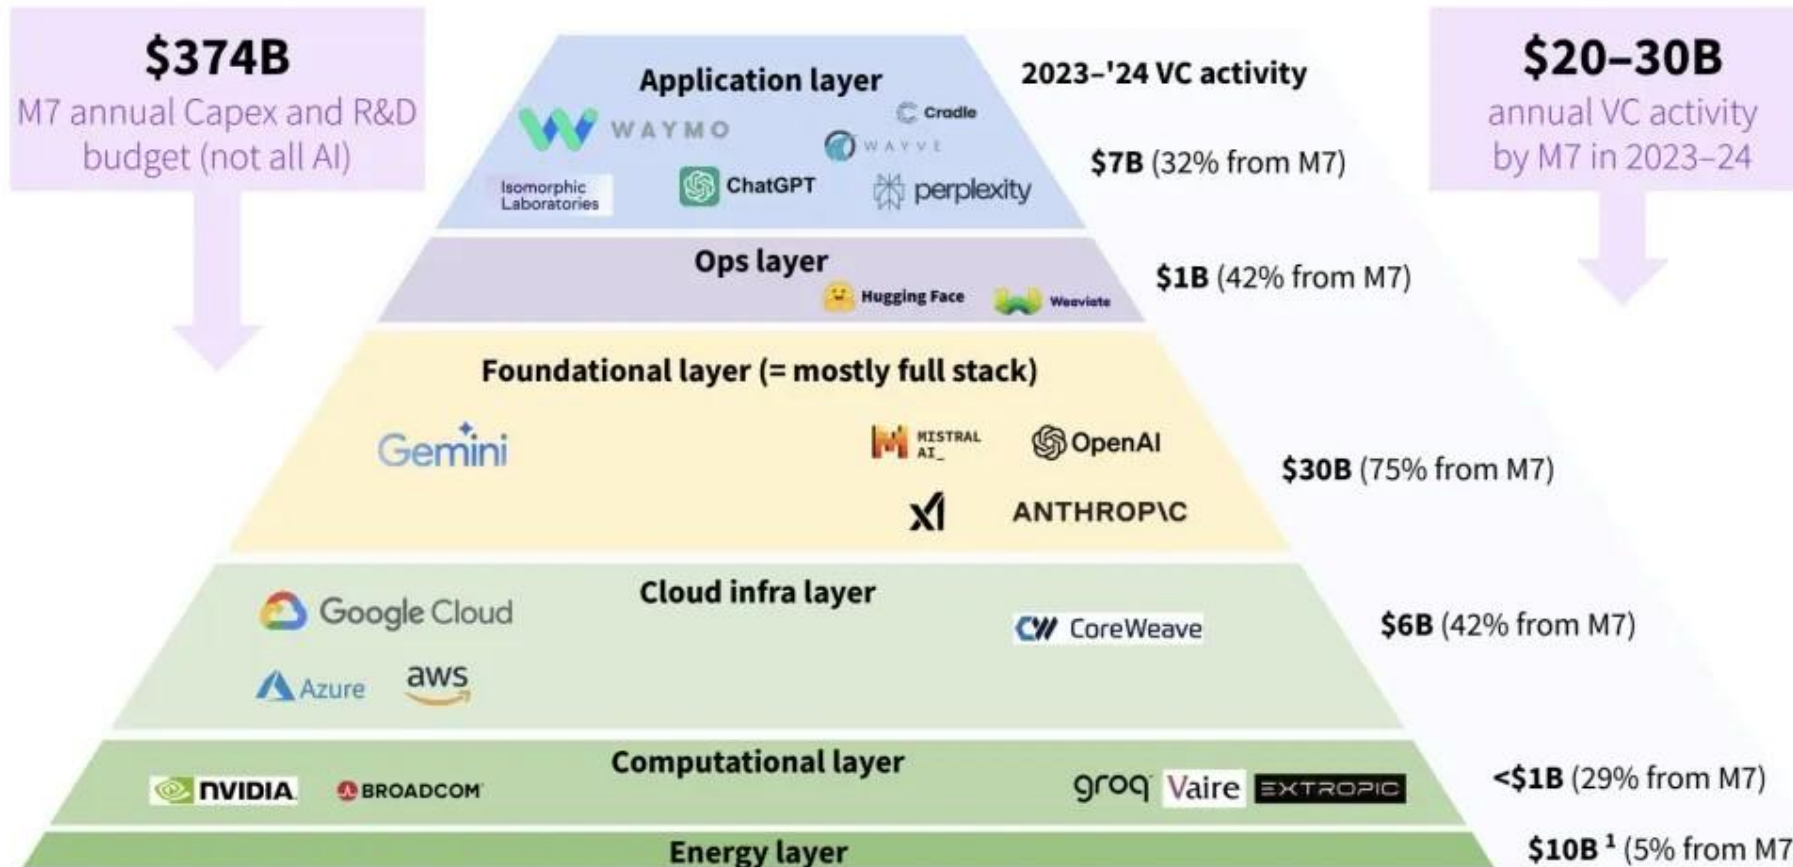 $374B
M7 annual Capex and R&D
budget (not all AI)
$20–30B
annual VC activity
by M7 in 2023–24
2023–'24 VC activity
Application layer
WAYMO
Cradle
WAYVE
Isomorphic
Laboratories
ChatGPT
perplexity
$7B (32% from M7)
Ops layer
Hugging Face
Weaviate
$1B (42% from M7)
Foundational layer (= mostly full stack)
Gemini
MISTRAL
AI_
OpenAI
xI
ANTHROP\C
$30B (75% from M7)
Cloud infra layer
Google Cloud
CW CoreWeave
Azure
aws
$6B (42% from M7)
Computational layer
NVIDIA
BROADCOM
groq
Vaire
EXTROPIC
<$1B (29% from M7)
Energy layer
$10B ¹ (5% from M7